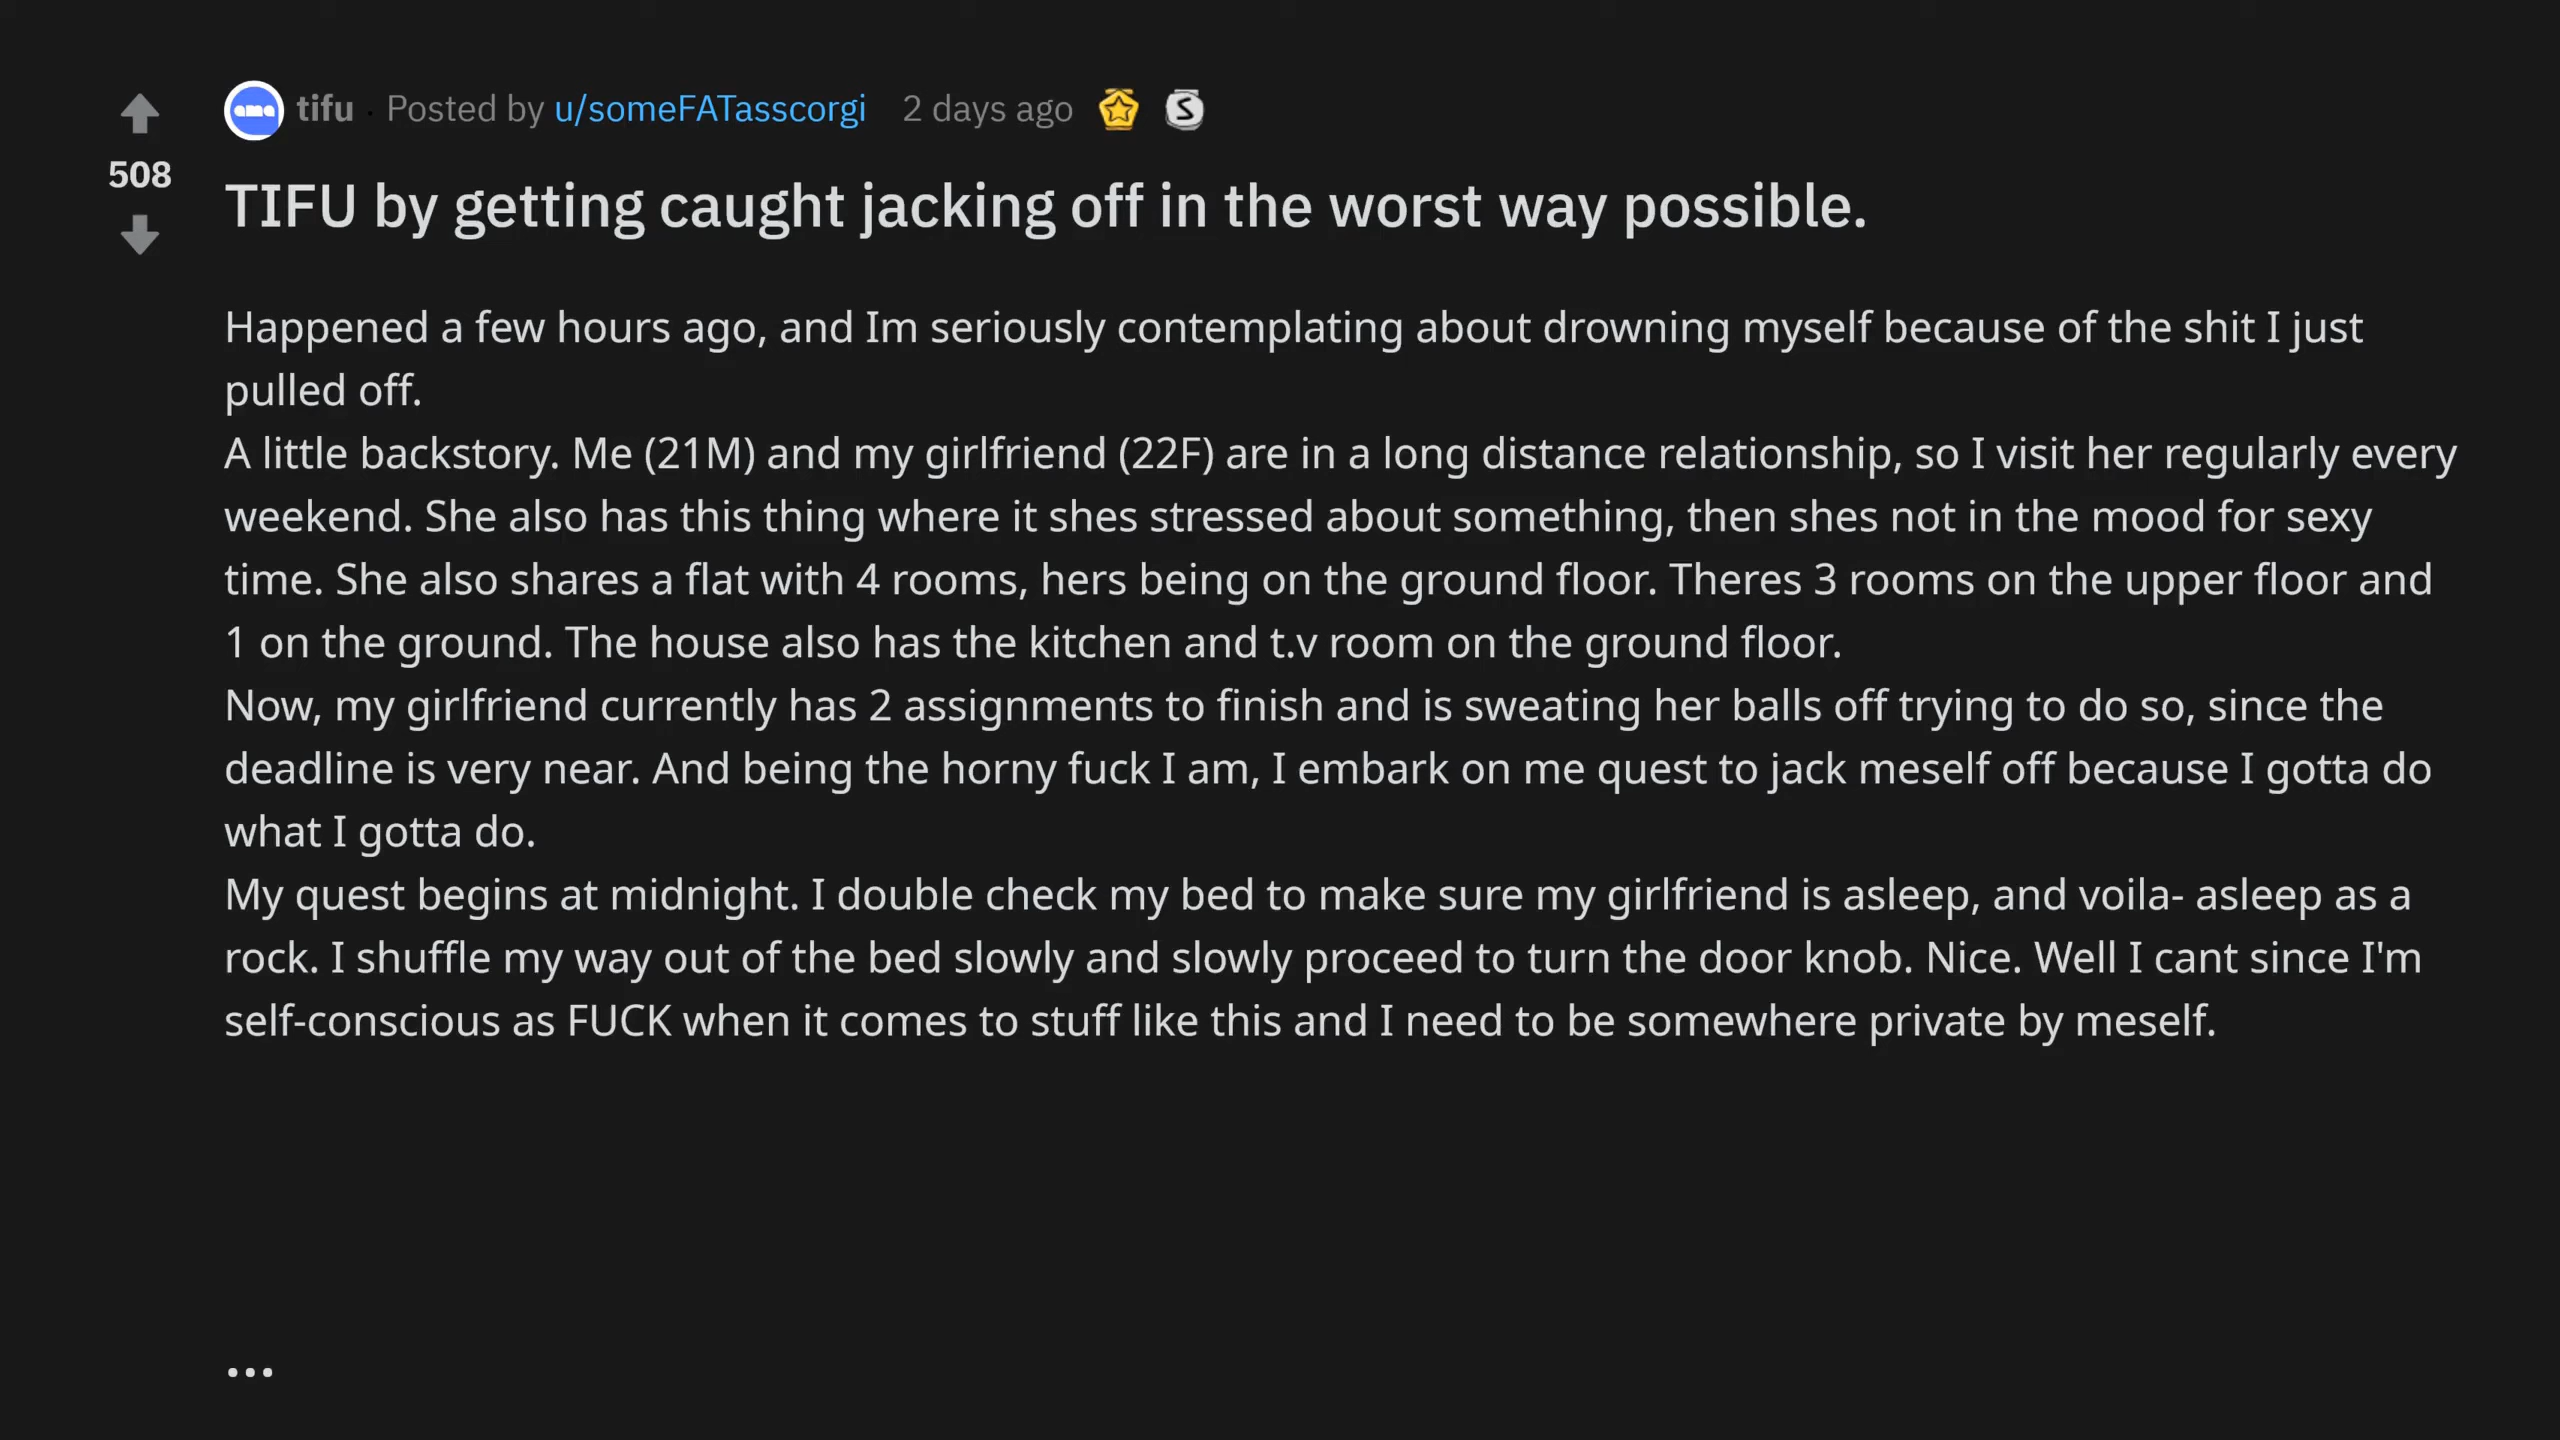 tifu · Posted by u/someFATasscorgi 2 days ago
508
TIFU by getting caught jacking off in the worst way possible.
Happened a few hours ago, and Im seriously contemplating about drowning myself because of the shit I just
pulled off.
A little backstory. Me (21M) and my girlfriend (22F) are in a long distance relationship, so I visit her regularly every
weekend. She also has this thing where it shes stressed about something, then shes not in the mood for sexy
time. She also shares a flat with 4 rooms, hers being on the ground floor. Theres 3 rooms on the upper floor and
1 on the ground. The house also has the kitchen and t.v room on the ground floor.
Now, my girlfriend currently has 2 assignments to finish and is sweating her balls off trying to do so, since the
deadline is very near. And being the horny fuck I am, I embark on me quest to jack meself off because I gotta do
what I gotta do.
My quest begins at midnight. I double check my bed to make sure my girlfriend is asleep, and voila- asleep as a
rock. I shuffle my way out of the bed slowly and slowly proceed to turn the door knob. Nice. Well I cant since I'm
self-conscious as FUCK when it comes to stuff like this and I need to be somewhere private by meself.
...